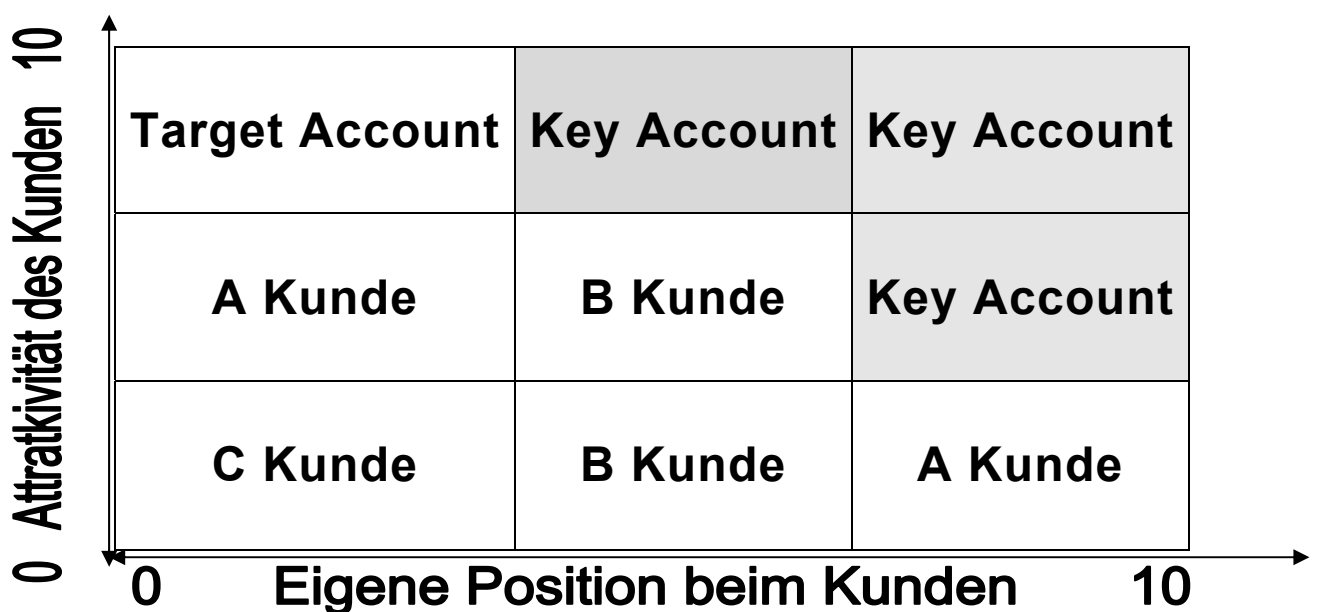 10
Attratkivität des Kunden
0
Target Account Key Account Key Account
A Kunde B Kunde Key Account
C Kunde B Kunde A Kunde
0 Eigene Position beim Kunden 10